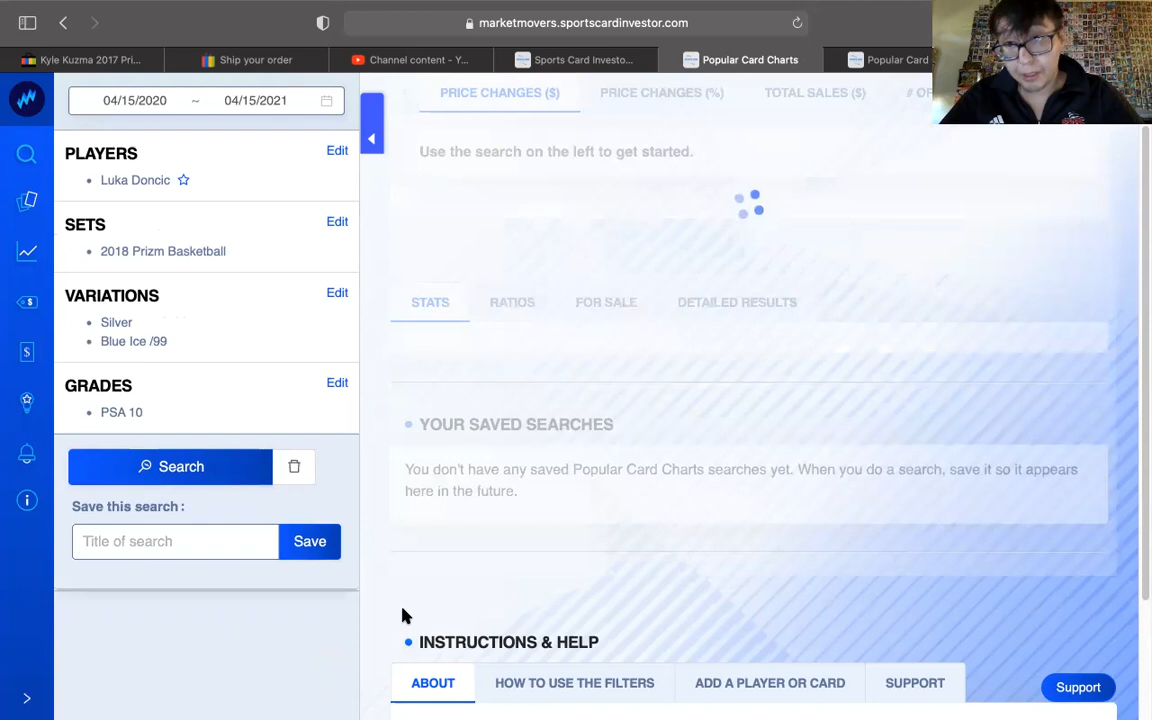 marketmovers.sportscardinvestor.com
Kyle Kuzma 2017 Pri...
Ship your order
Channel content - Y...
Sports Card Investo...
Popular Card Charts
Popular Card
04/15/2020 ~ 04/15/2021
PRICE CHANGES ($)
PRICE CHANGES (%)
TOTAL SALES ($)
# OF
PLAYERS
Edit
Luka Doncic
Use the search on the left to get started.
SETS
Edit
2018 Prizm Basketball
VARIATIONS
Edit
Silver
Blue Ice /99
STATS
RATIOS
FOR SALE
DETAILED RESULTS
GRADES
Edit
PSA 10
Search
Save this search :
Title of search
Save
YOUR SAVED SEARCHES
You don't have any saved Popular Card Charts searches yet. When you do a search, save it so it appears
here in the future.
INSTRUCTIONS & HELP
ABOUT
HOW TO USE THE FILTERS
ADD A PLAYER OR CARD
SUPPORT
Support